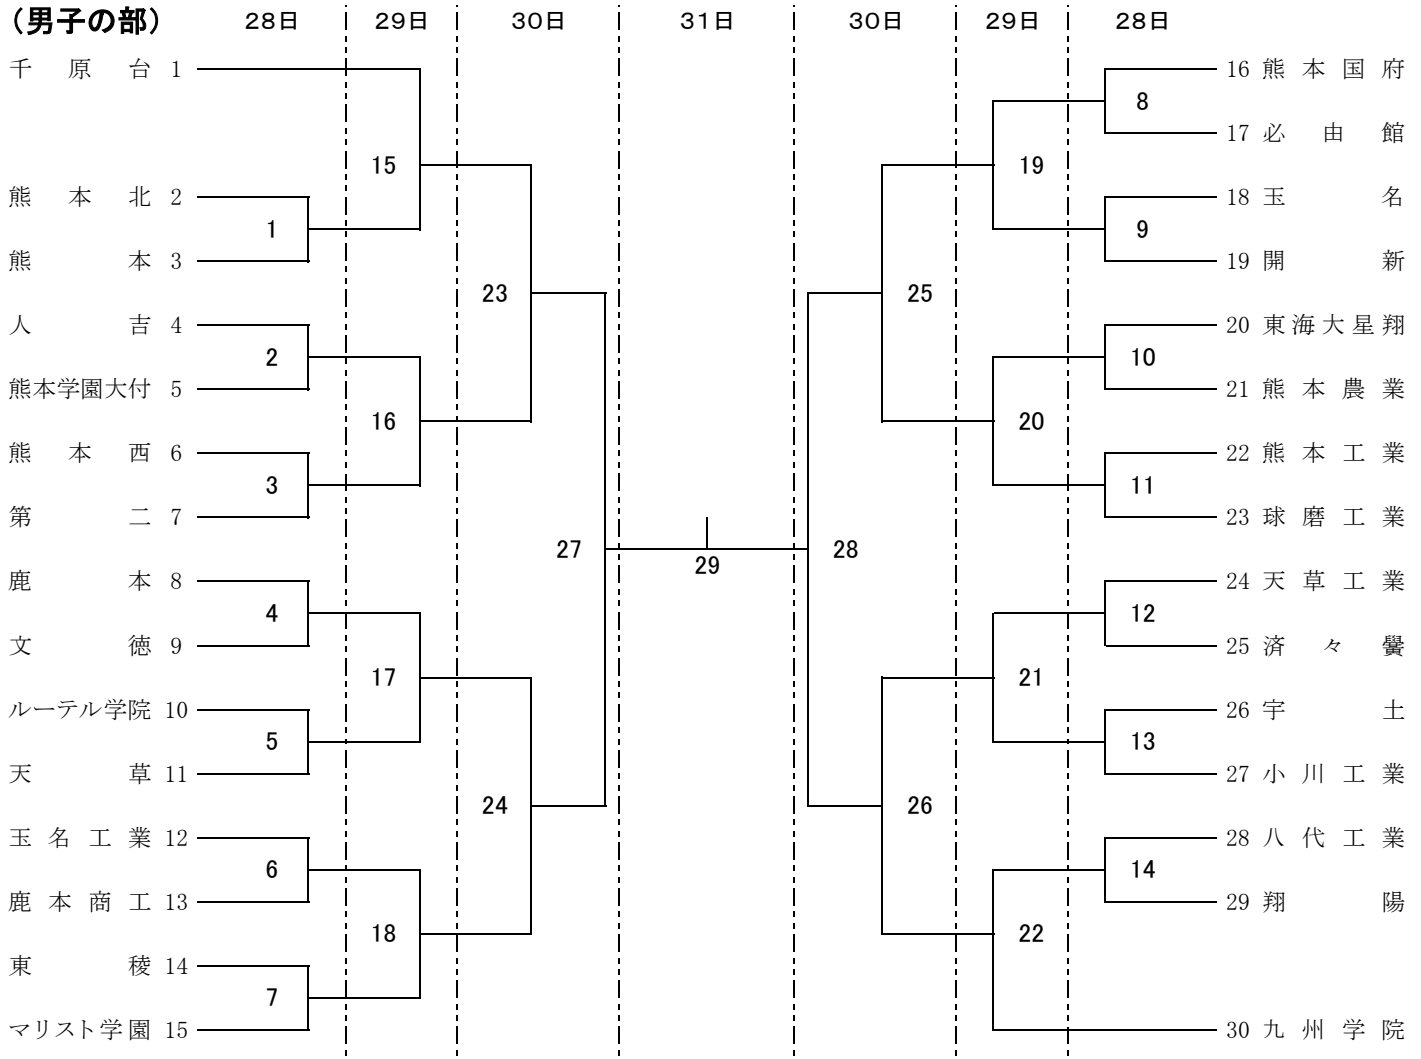 （男子の部） 28日 29日 30日 31日 30日 29日 28日
千原台 1 16 熊本国府
8
17 必由館
15 19
熊本北 2 18 玉名
1 9
熊本 3 19 開新
23 25
人吉 4 20 東海大星翔
2 10
熊本学園大付 5 21 熊本農業
16 20
熊本西 6 22 熊本工業
3 11
第二 7 23 球磨工業
27 28
29
鹿本 8 24 天草工業
4 12
文徳 9 25 済々黌
17 21
ルーテル学院 10 26 宇土
5 13
天草 11 27 小川工業
24 26
玉名工業 12 28 八代工業
6 14
鹿本商工 13 29 翔陽
18 22
東稜 14
7
マリスト学園 15 30 九州学院